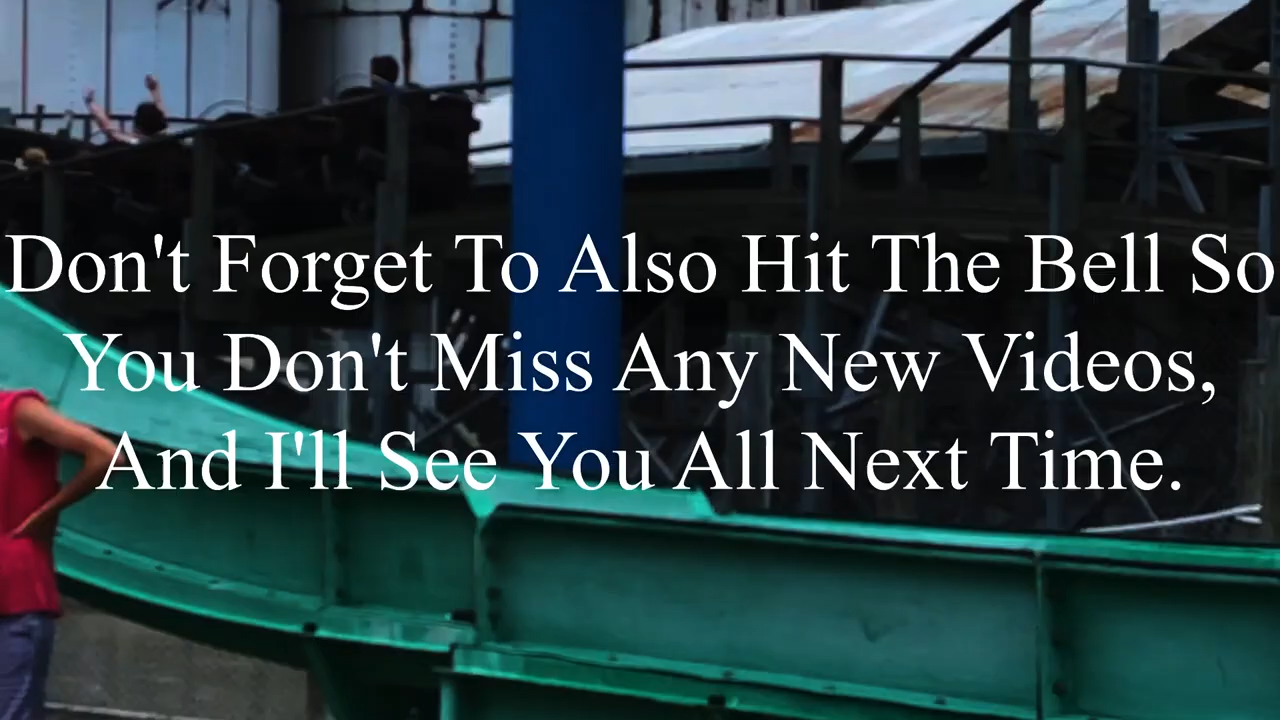 Don't Forget To Also Hit The Bell So
You Don't Miss Any New Videos,
And I'll See You All Next Time.